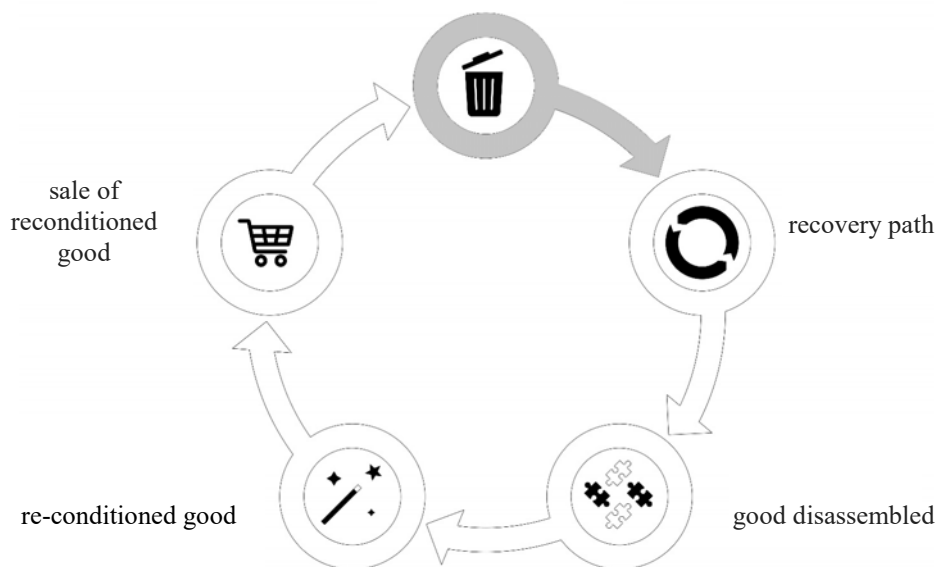 sale of
reconditioned
good
recovery path
re-conditioned good
good disassembled